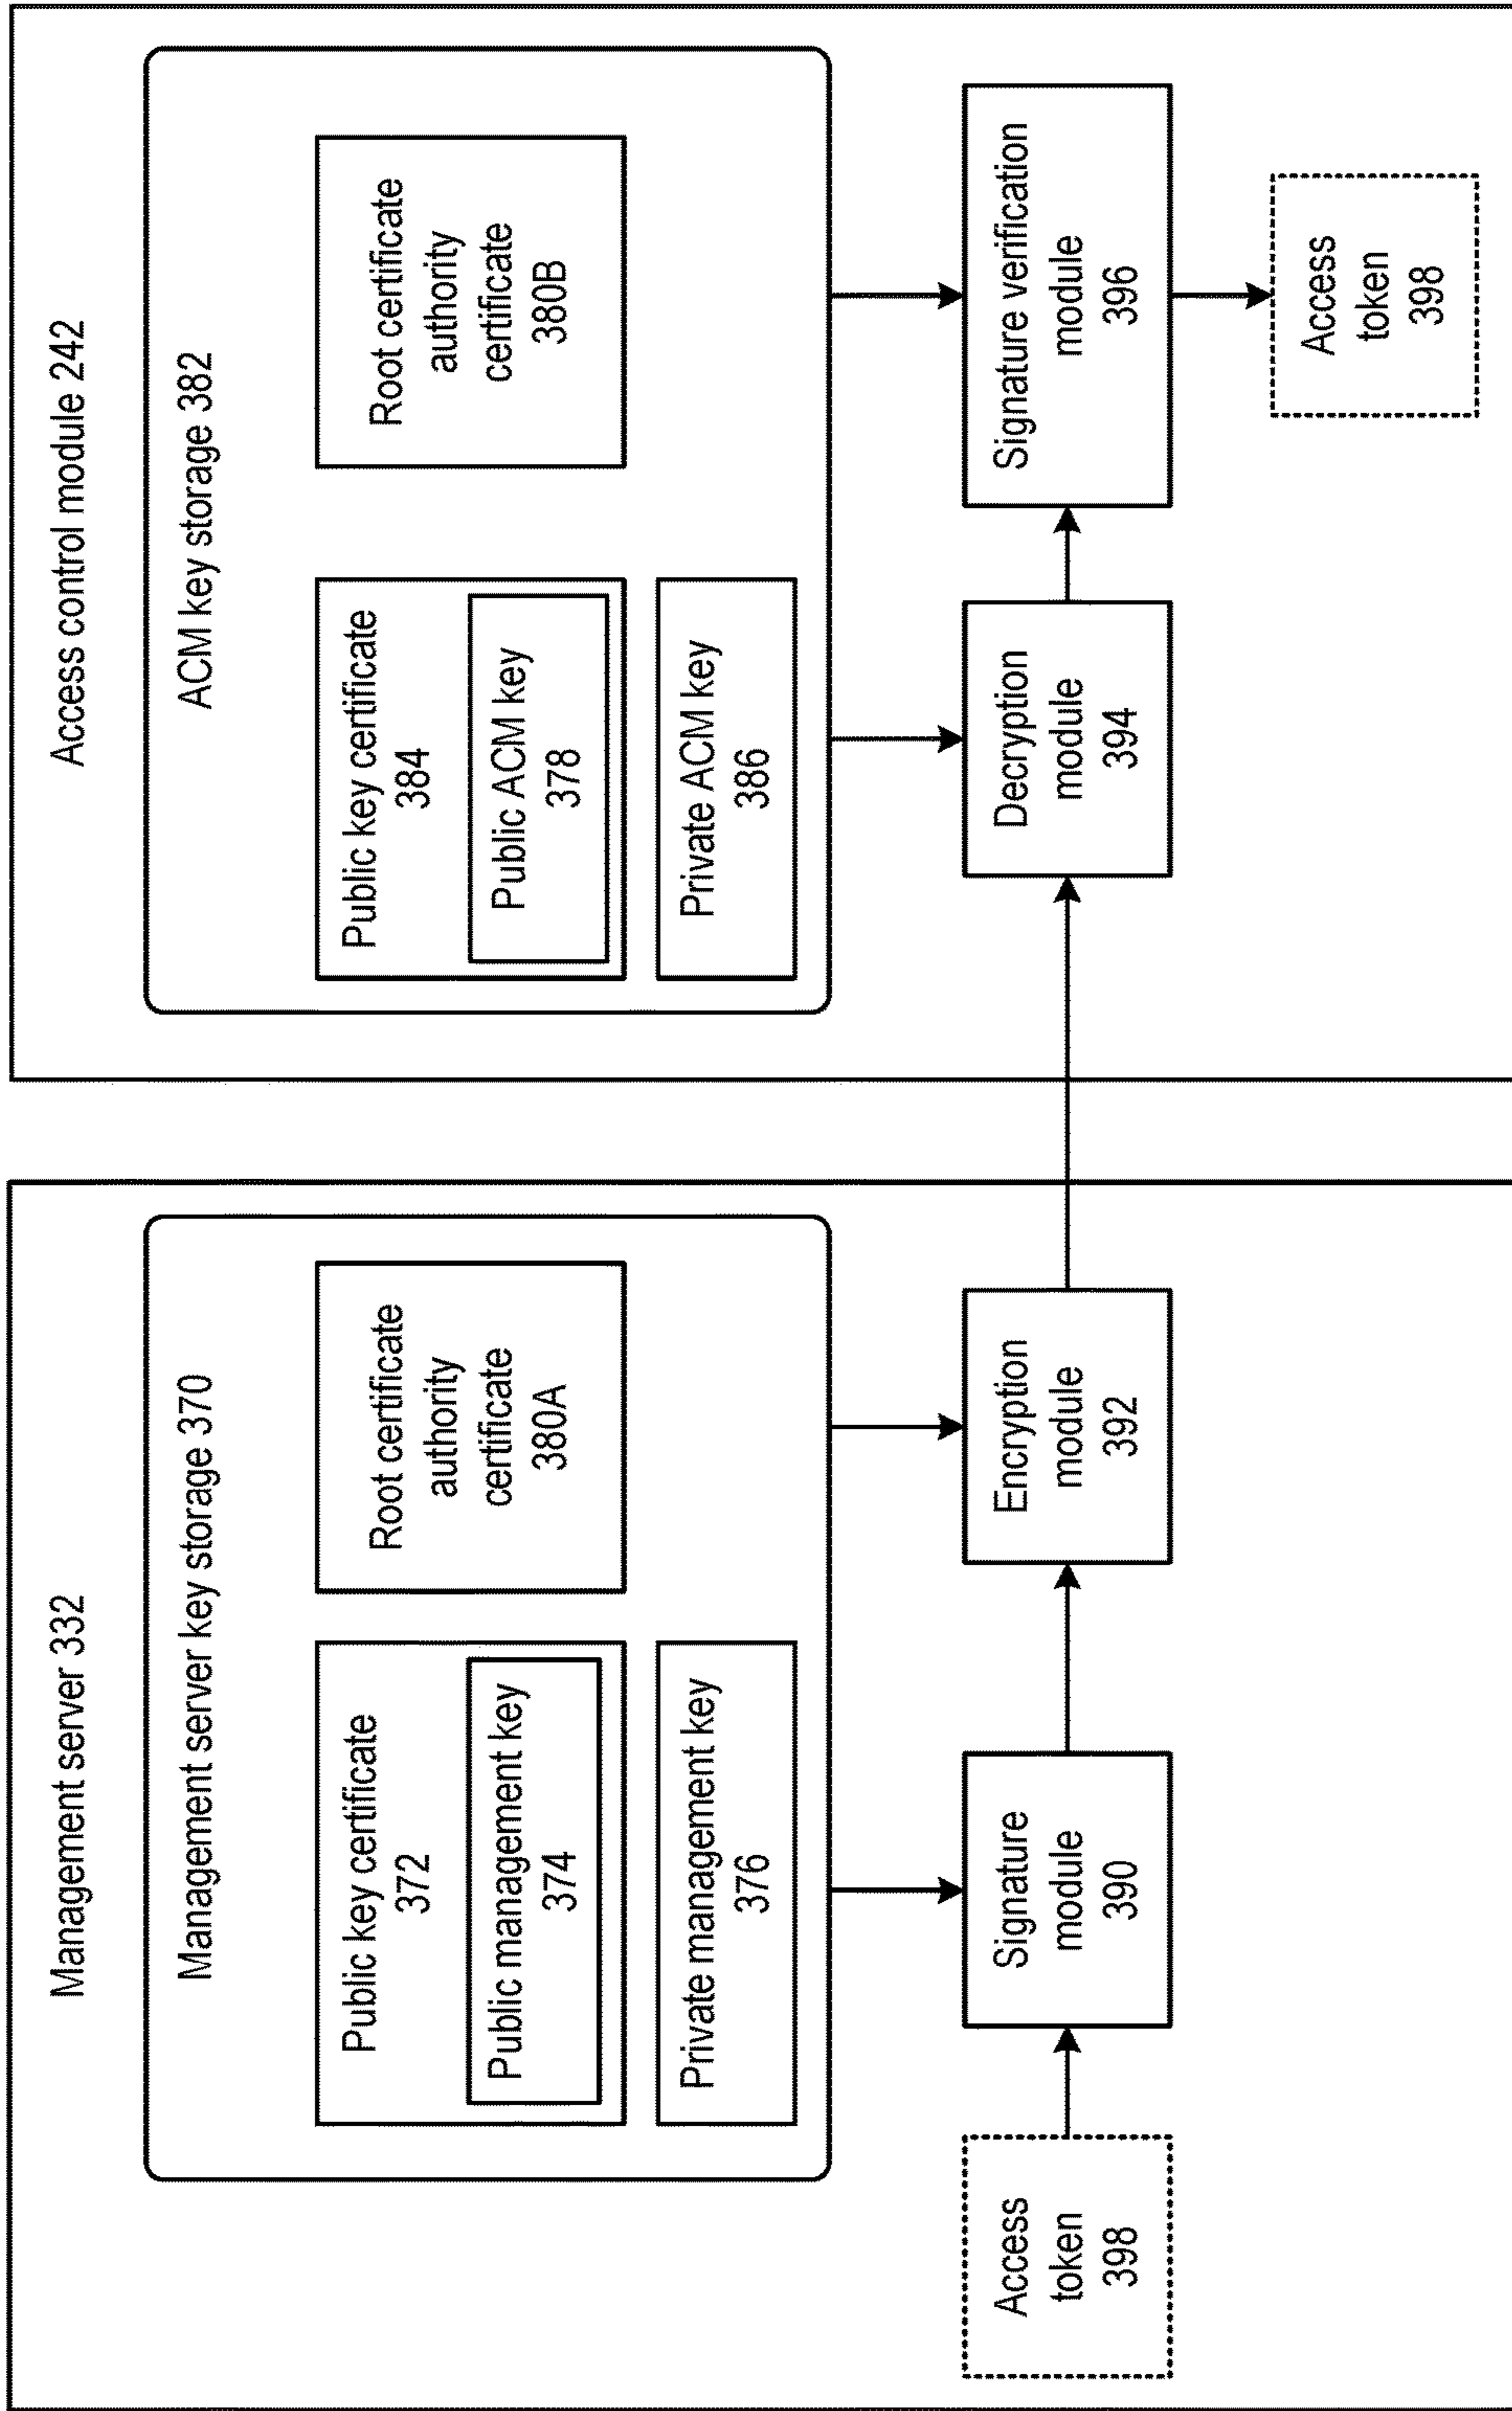 Management server 332
Management server key storage 370
Public key certificate
372
Public management key
374
Private management key
376
Root certificate
authority
certificate
380A
Access
token
398
Signature
module
390
Encryption
module
392
Access control module 242
ACM key storage 382
Public key certificate
384
Public ACM key
378
Private ACM key
386
Root certificate
authority
certificate
380B
Decryption
module
394
Signature verification
module
396
Access
token
398